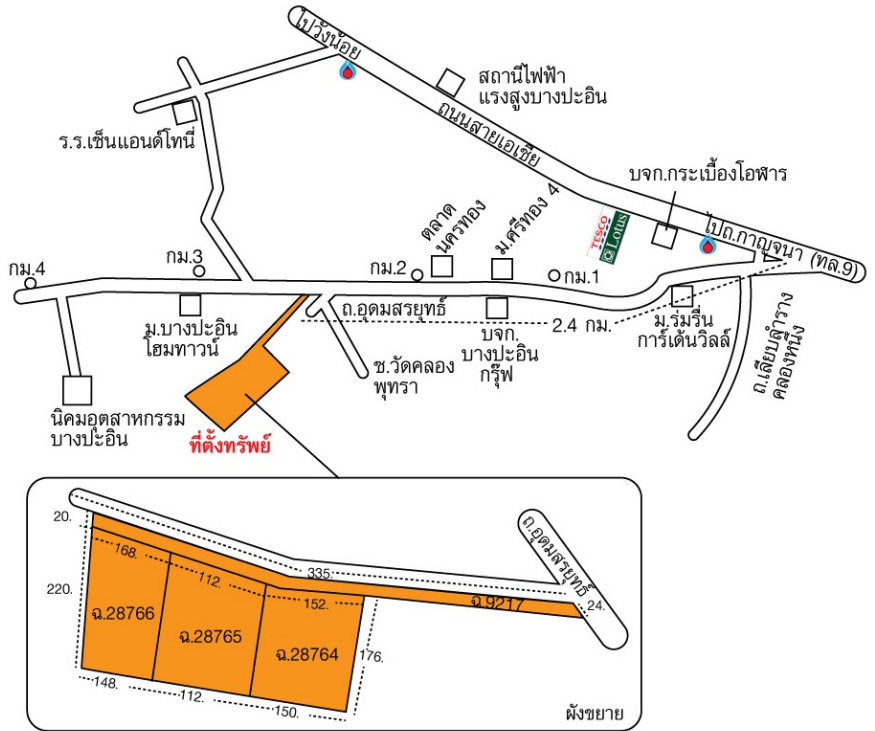 ไปวังน้อย
สถานีไฟฟ้า
แรงสูงบางปะอิน
ถนนสายเอเซีย
ร.ร.เซ็นแอนด์โทนี่
บจก.กระเบื้องโอฬาร
ตลาด
นครทอง
ม.ศรีทอง 4
TESCO
Lotus
ไปถ.กาญจนา (ทล.9)
กม.4
กม.3
กม.2
กม.1
ม.บางปะอิน
โฮมทาวน์
ถ.อุดมสรยุทธ์
บจก.
บางปะอิน
กรุ๊ฟ
2.4 กม.
ม.ร่มรื่น
การ์เด้นวิลล์
ถ.เลียบลำราง
คลองหนึ่ง
ซ.วัดคลอง
พุทรา
นิคมอุตสาหกรรม
บางปะอิน
ที่ตั้งทรัพย์
20.
168.
112.
152.
335.
ถ.อุดมสรยุทธ์
24.
220.
ฉ.28766
ฉ.28765
ฉ.28764
ฉ.9217
176.
148.
112.
150.
ผังขยาย